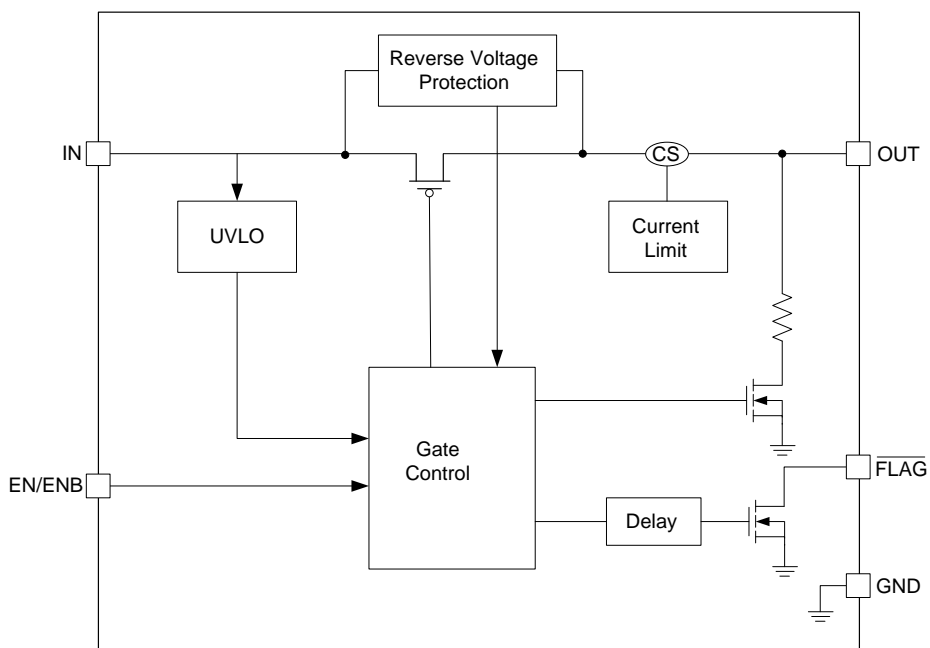 Reverse Voltage
Protection
IN
CS
OUT
UVLO
Current
Limit
Gate
Control
EN/ENB
FLAG
Delay
GND